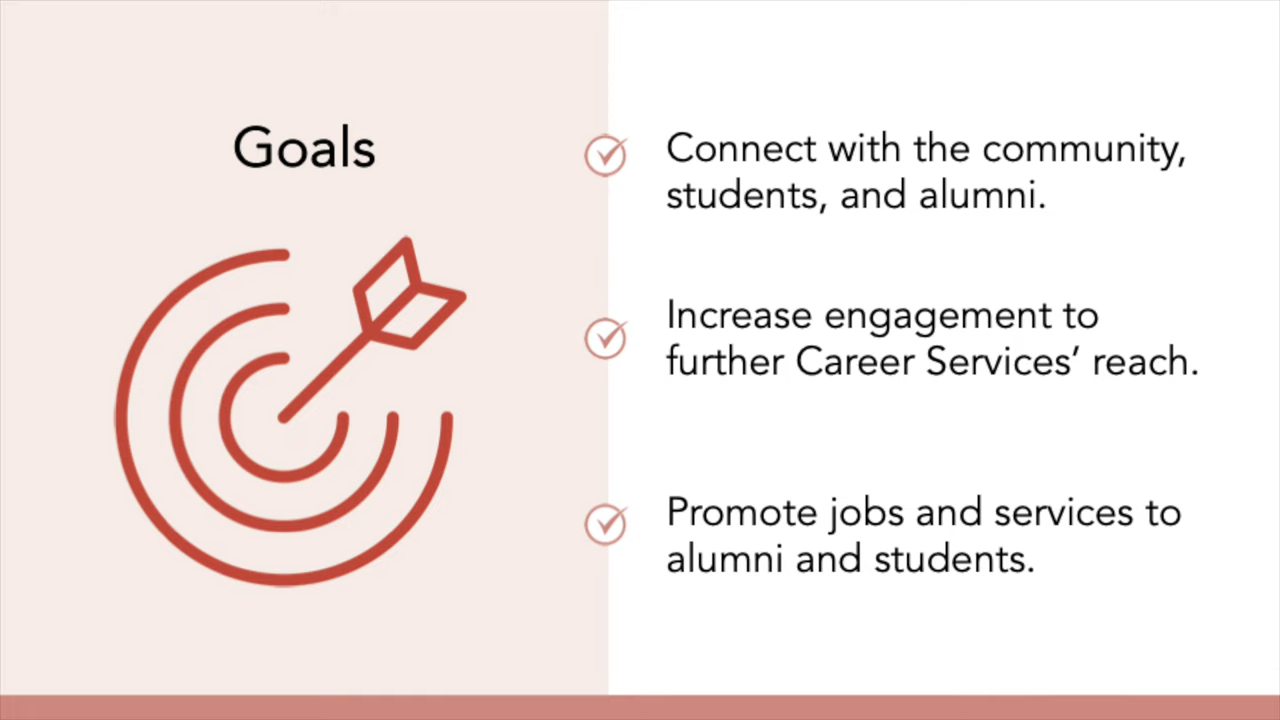 Goals
Connect with the community,
students, and alumni.
Increase engagement to
further Career Services’ reach.
Promote jobs and services to
alumni and students.